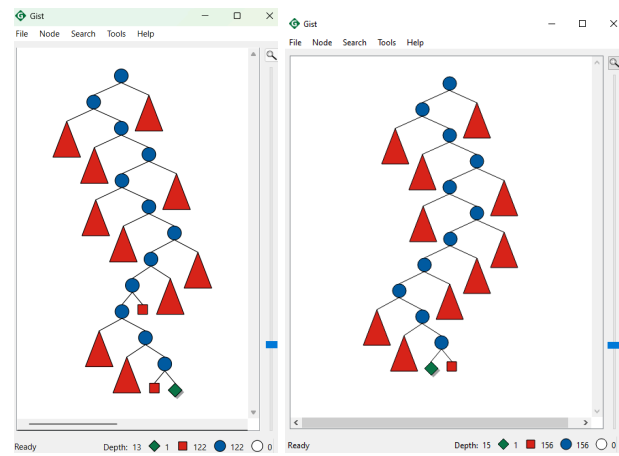 Gist
File Node Search Tools Help
Ready Depth: 13 1 122 122 0
Gist
File Node Search Tools Help
Ready Depth: 15 1 156 156 0